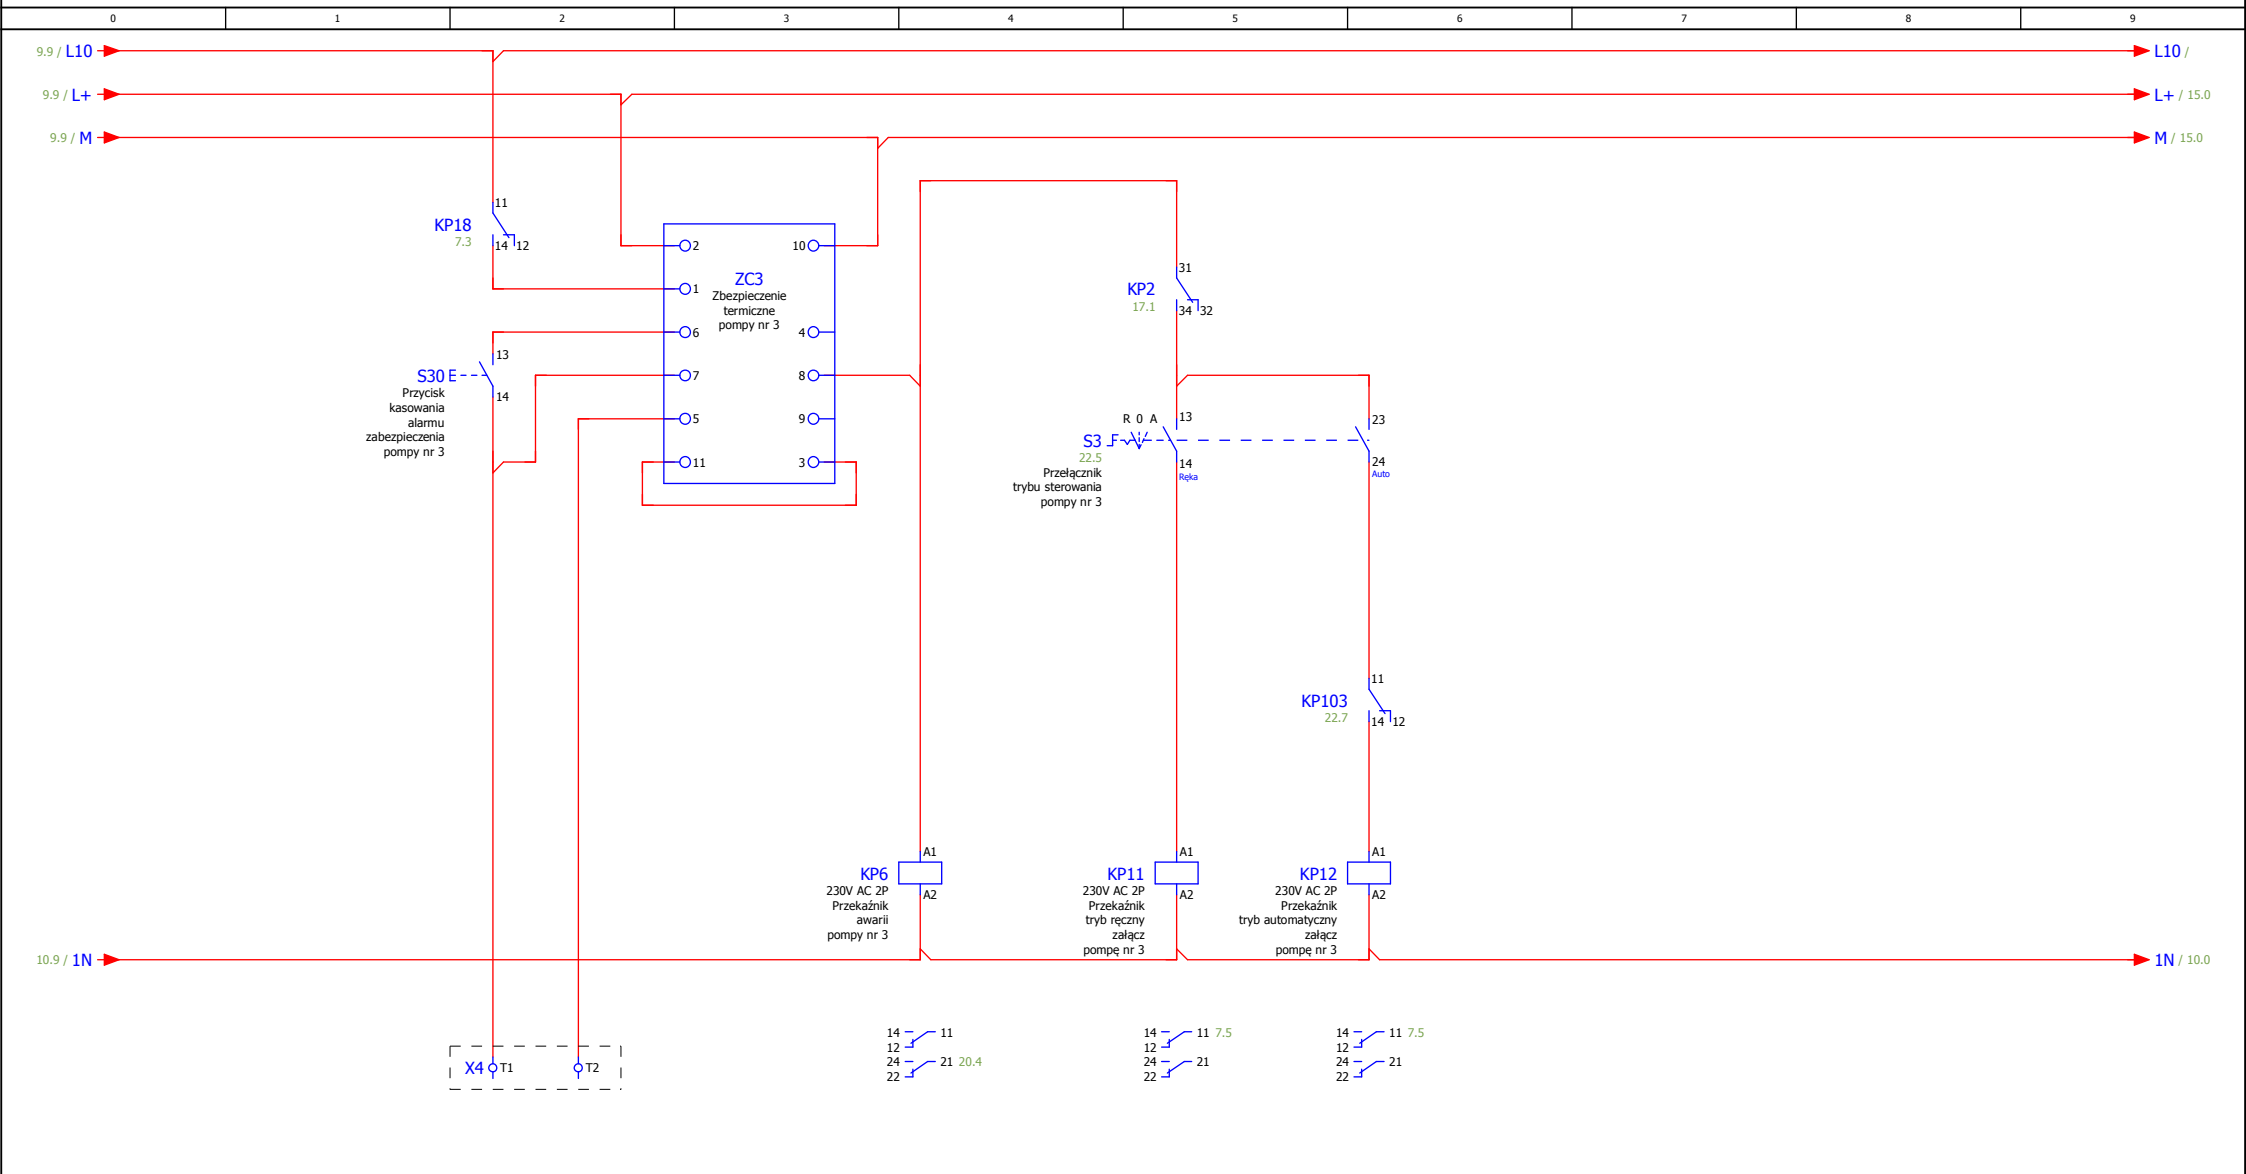 0 1 2 3 4 5 6 7 8 9
9.9 / L10
L10 /
9.9 / L+
L+ / 15.0
9.9 / M
M / 15.0
11
KP18
7.3
14 12
2
10
1
6
4
7
8
5
9
11
3
ZC3
Zbezpieczenie
termiczne
pompy nr 3
13
S30 E
14
Przycisk
kasowania
alarmu
zabezpieczenia
pompy nr 3
31
KP2
17.1
34 32
R 0 A
13
S3
22.5
14
Ręka
Przełącznik
trybu sterowania
pompy nr 3
23
24
Auto
11
KP103
22.7
14 12
A1
KP6
A2
230V AC 2P
Przekaźnik
awarii
pompy nr 3
A1
KP11
A2
230V AC 2P
Przekaźnik
tryb ręczny
załącz
pompę nr 3
A1
KP12
A2
230V AC 2P
Przekaźnik
tryb automatyczny
załącz
pompę nr 3
10.9 / 1N
1N / 10.0
X4 T1 T2
14 11
12
24 21 20.4
22
14 11 7.5
12
24 21
22
14 11 7.5
12
24 21
22